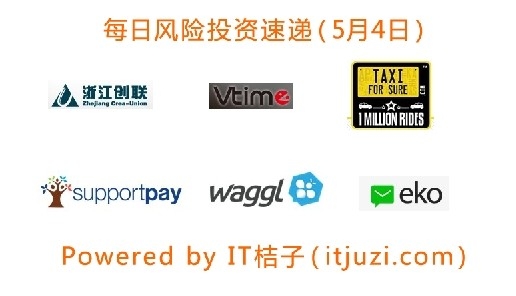 每日风险投资速递(5月4日)
浙江创联
Zhejiang Crea-Union
Vtime
TAXI
FOR SURE
1 MILLION RIDES
supportpay
waggl
eko
Powered by IT桔子(itjuzi.com)